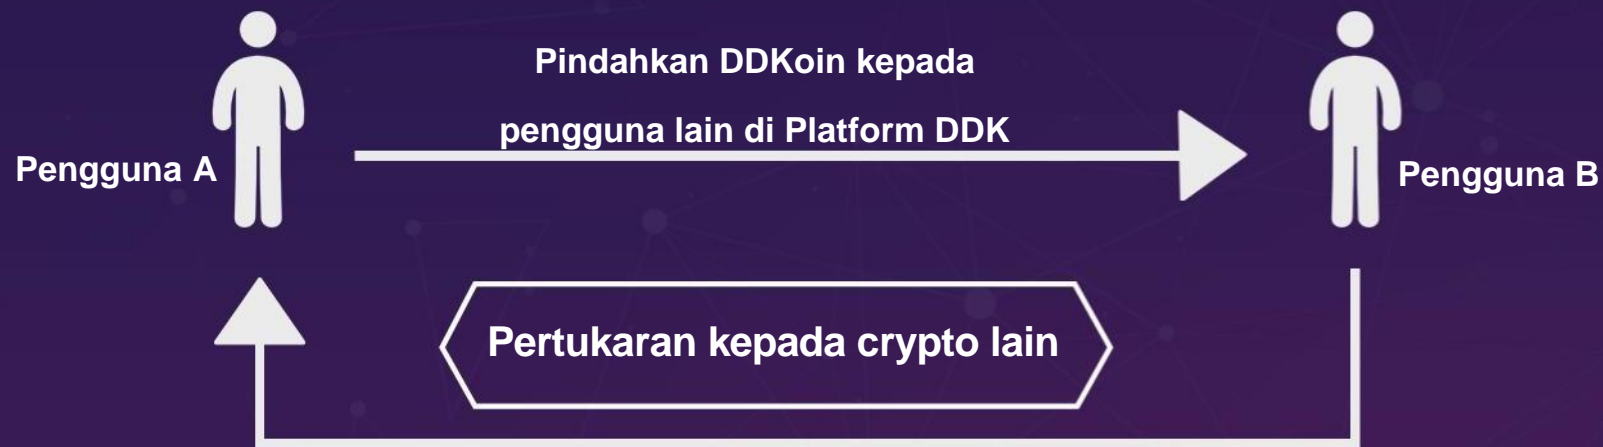 Pindahkan DDKoin kepada
pengguna lain di Platform DDK
Pengguna A
Pengguna B
Pertukaran kepada crypto lain